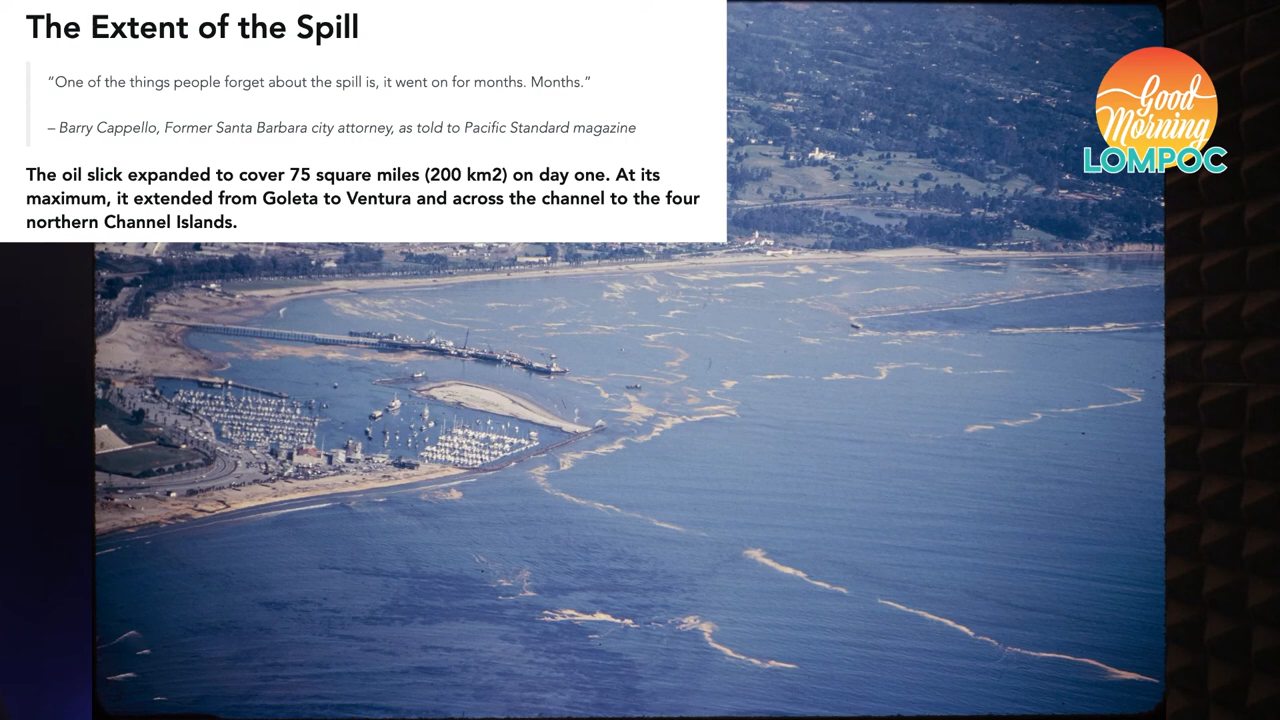 The Extent of the Spill
“One of the things people forget about the spill is, it went on for months. Months.”
– Barry Cappello, Former Santa Barbara city attorney, as told to Pacific Standard magazine
The oil slick expanded to cover 75 square miles (200 km2) on day one. At its
maximum, it extended from Goleta to Ventura and across the channel to the four
northern Channel Islands.
Good
Morning
LOMPOC